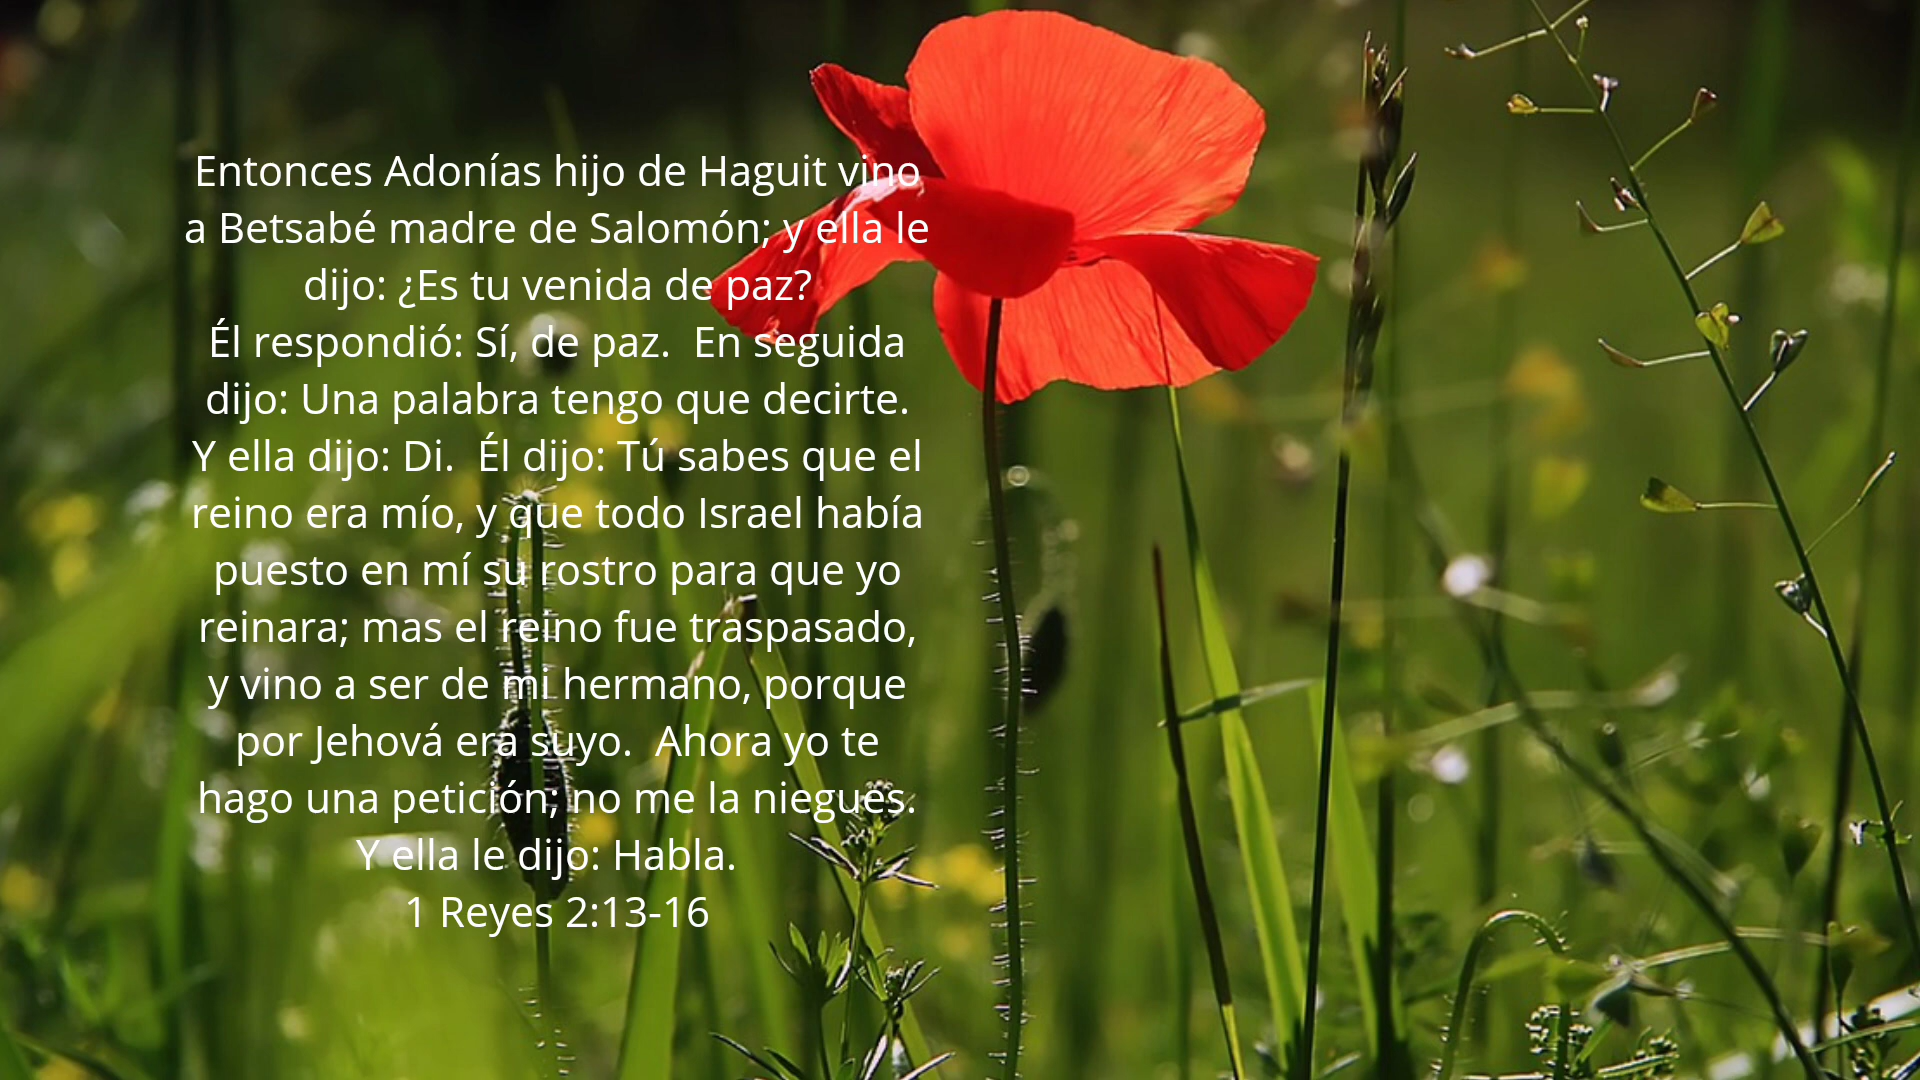 Entonces Adonías hijo de Haguit vino
a Betsabé madre de Salomón; y ella le
dijo: ¿Es tu venida de paz?
Él respondió: Sí, de paz.  En seguida
dijo: Una palabra tengo que decirte.
Y ella dijo: Di.  Él dijo: Tú sabes que el
reino era mío, y que todo Israel había
puesto en mí su rostro para que yo
reinara; mas el reino fue traspasado,
y vino a ser de mi hermano, porque
por Jehová era suyo.  Ahora yo te
hago una petición; no me la niegues.
Y ella le dijo: Habla.
1 Reyes 2:13-16